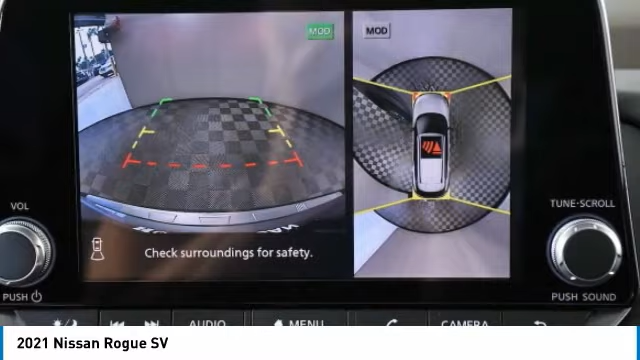 MOD
MOD
Check surroundings for safety.
VOL
PUSH
TUNE·SCROLL
PUSH SOUND
AUDIO
MENU
CAMERA
2021 Nissan Rogue SV